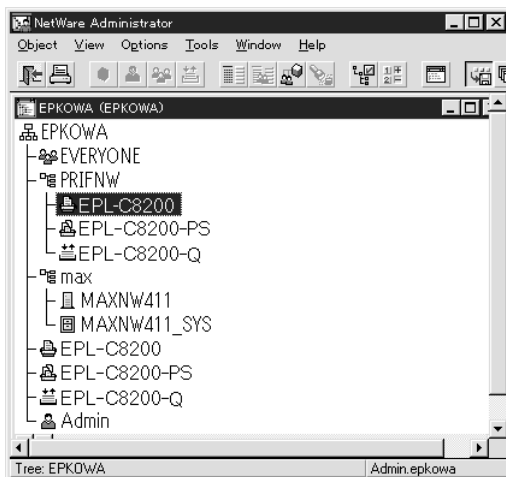 NetWare Administrator
Object View Options Tools Window Help
EPKOWA (EPKOWA)
EPKOWA
EVERYONE
PRIFNW
EPL-C8200
EPL-C8200-PS
EPL-C8200-Q
max
MAXNW411
MAXNW411_SYS
EPL-C8200
EPL-C8200-PS
EPL-C8200-Q
Admin
Tree: EPKOWA Admin.epkowa